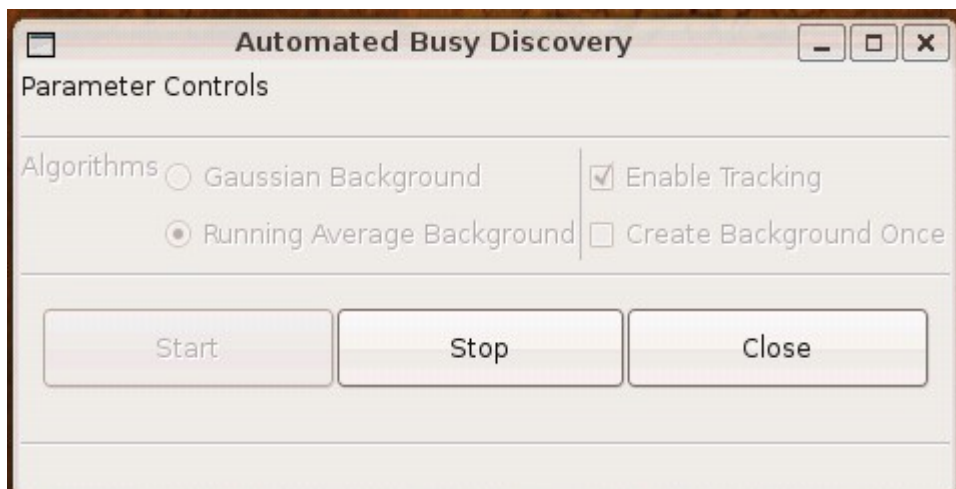 Automated Busy Discovery
Parameter Controls
Algorithms Gaussian Background Enable Tracking
Running Average Background Create Background Once
Start Stop Close